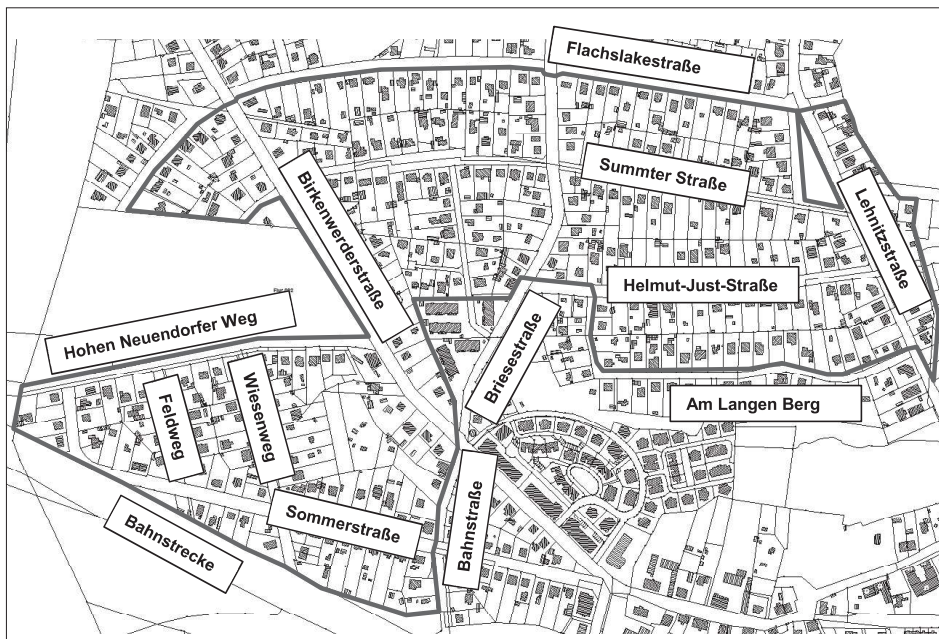 Flachslakestraße
Summter Straße
Lehnitzstraße
Birkenwerderstraße
Helmut-Just-Straße
Hohen Neuendorfer Weg
Briesestraße
Am Langen Berg
Feldweg
Wiesenweg
Sommerstraße
Bahnstraße
Bahnstrecke